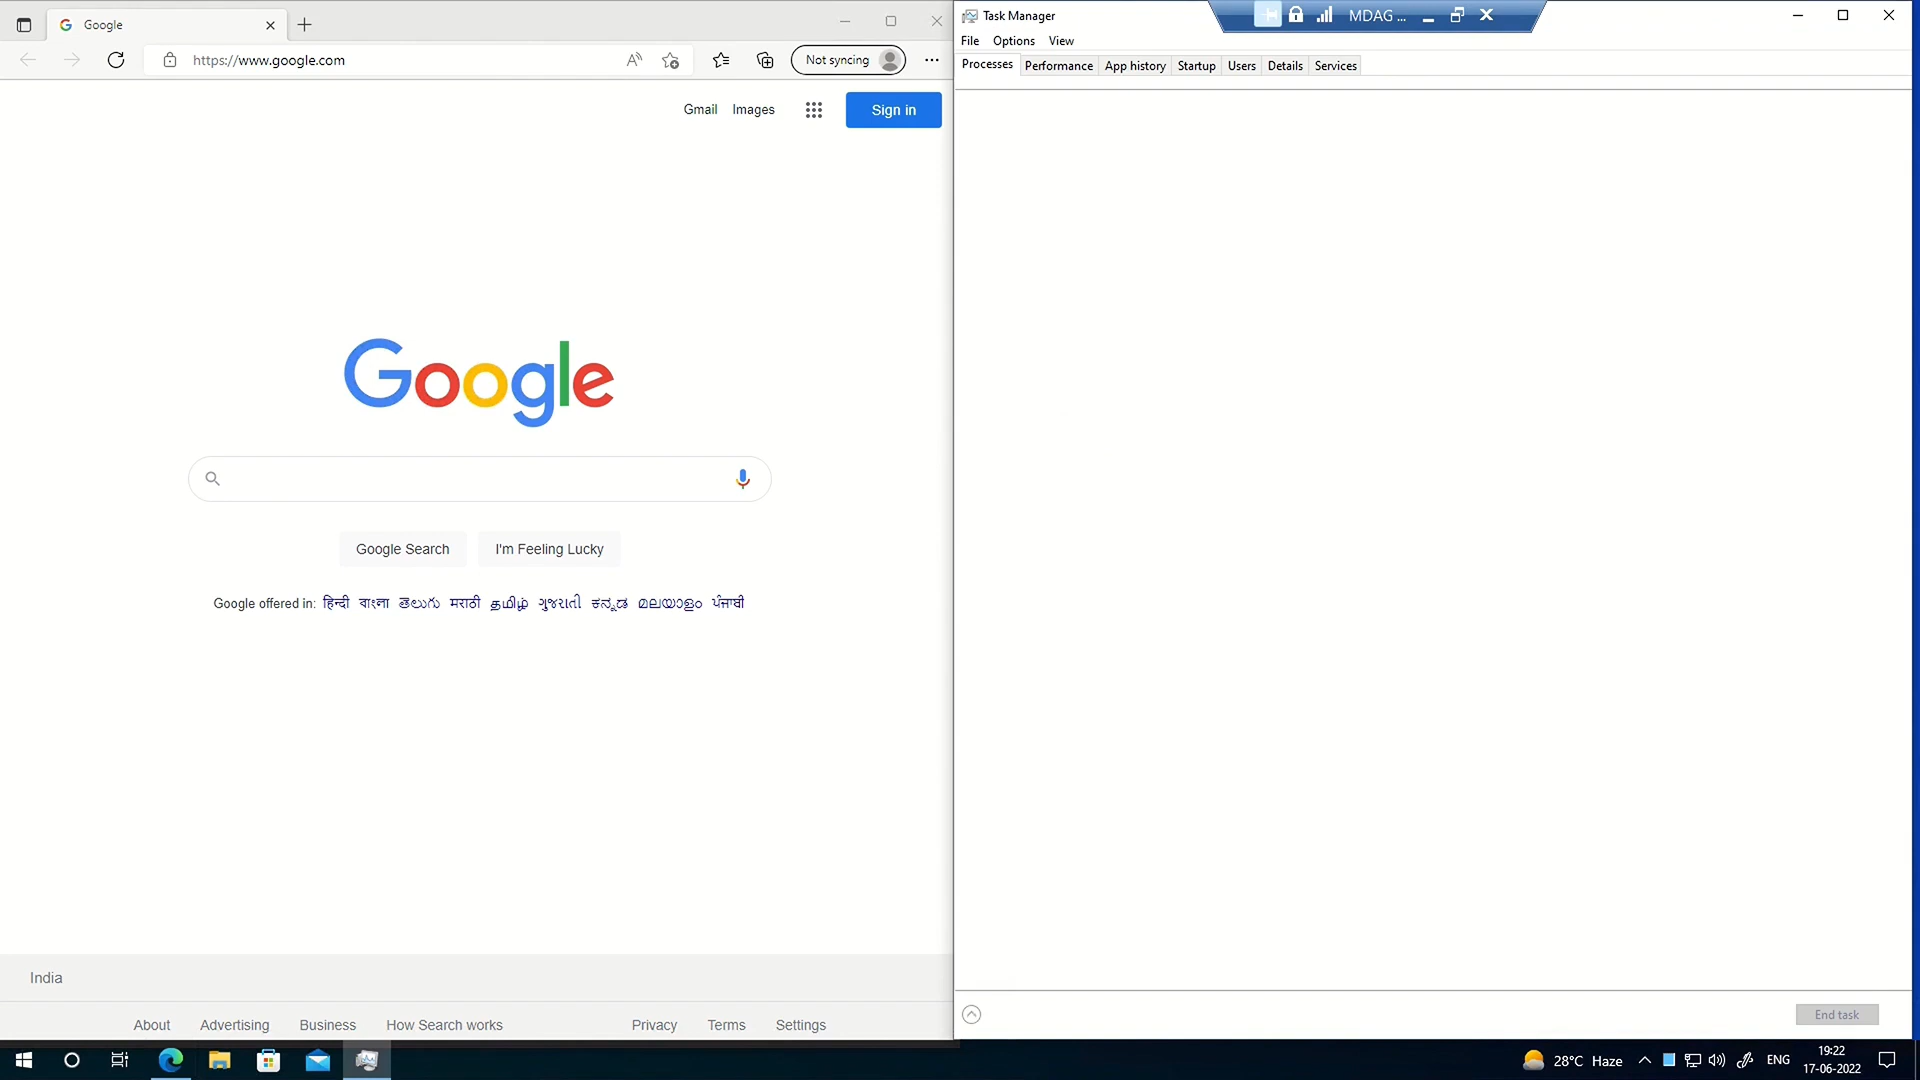 Google
https://www.google.com
A
Not syncing
Gmail Images Sign in
Google
Google Search I'm Feeling Lucky
Google offered in: हिन्दी বাংলা తెలుగు मराठी தமிழ் ગુજરાતી ಕನ್ನಡ മലയാളം ਪੰਜਾਬੀ
India
About Advertising Business How Search works Privacy Terms Settings
Task Manager
MDAG ...
File Options View
Processes Performance App history Startup Users Details Services
End task
28°C Haze
ENG
19:22
17-06-2022